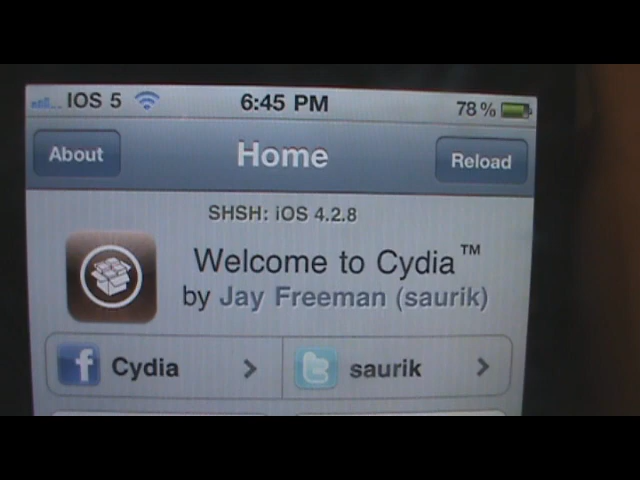 IOS 5 6:45 PM 78%
About Home Reload
SHSH: iOS 4.2.8
Welcome to Cydia™
by Jay Freeman (saurik)
f Cydia t saurik